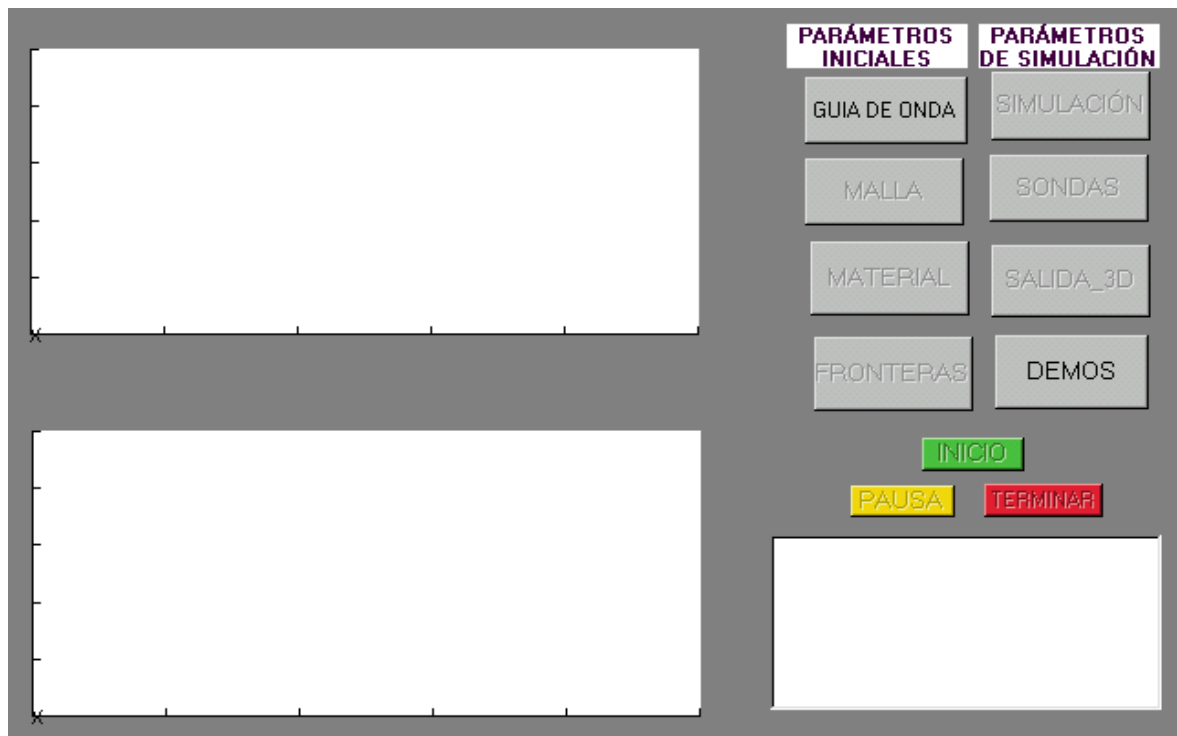 PARÁMETROS
INICIALES
PARÁMETROS
DE SIMULACIÓN
GUIA DE ONDA
SIMULACIÓN
MALLA
SONDAS
MATERIAL
SALIDA_3D
FRONTERAS
DEMOS
INICIO
PAUSA
TERMINAR